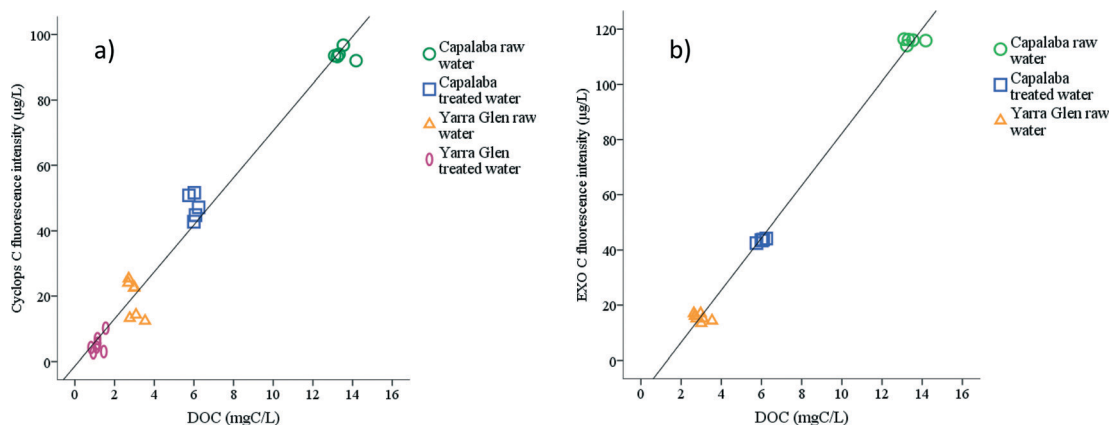 a)
Cyclops C fluorescence intensity (µg/L)
100
80
60
40
20
0
0 2 4 6 8 10 12 14 16
DOC (mgC/L)
Capalaba raw
water
Capalaba
treated water
Yarra Glen raw
water
Yarra Glen
treated water
b)
EXO C fluorescence intensity (µg/L)
120
100
80
60
40
20
0
0 2 4 6 8 10 12 14 16
DOC (mgC/L)
Capalaba raw
water
Capalaba
treated water
Yarra Glen raw
water